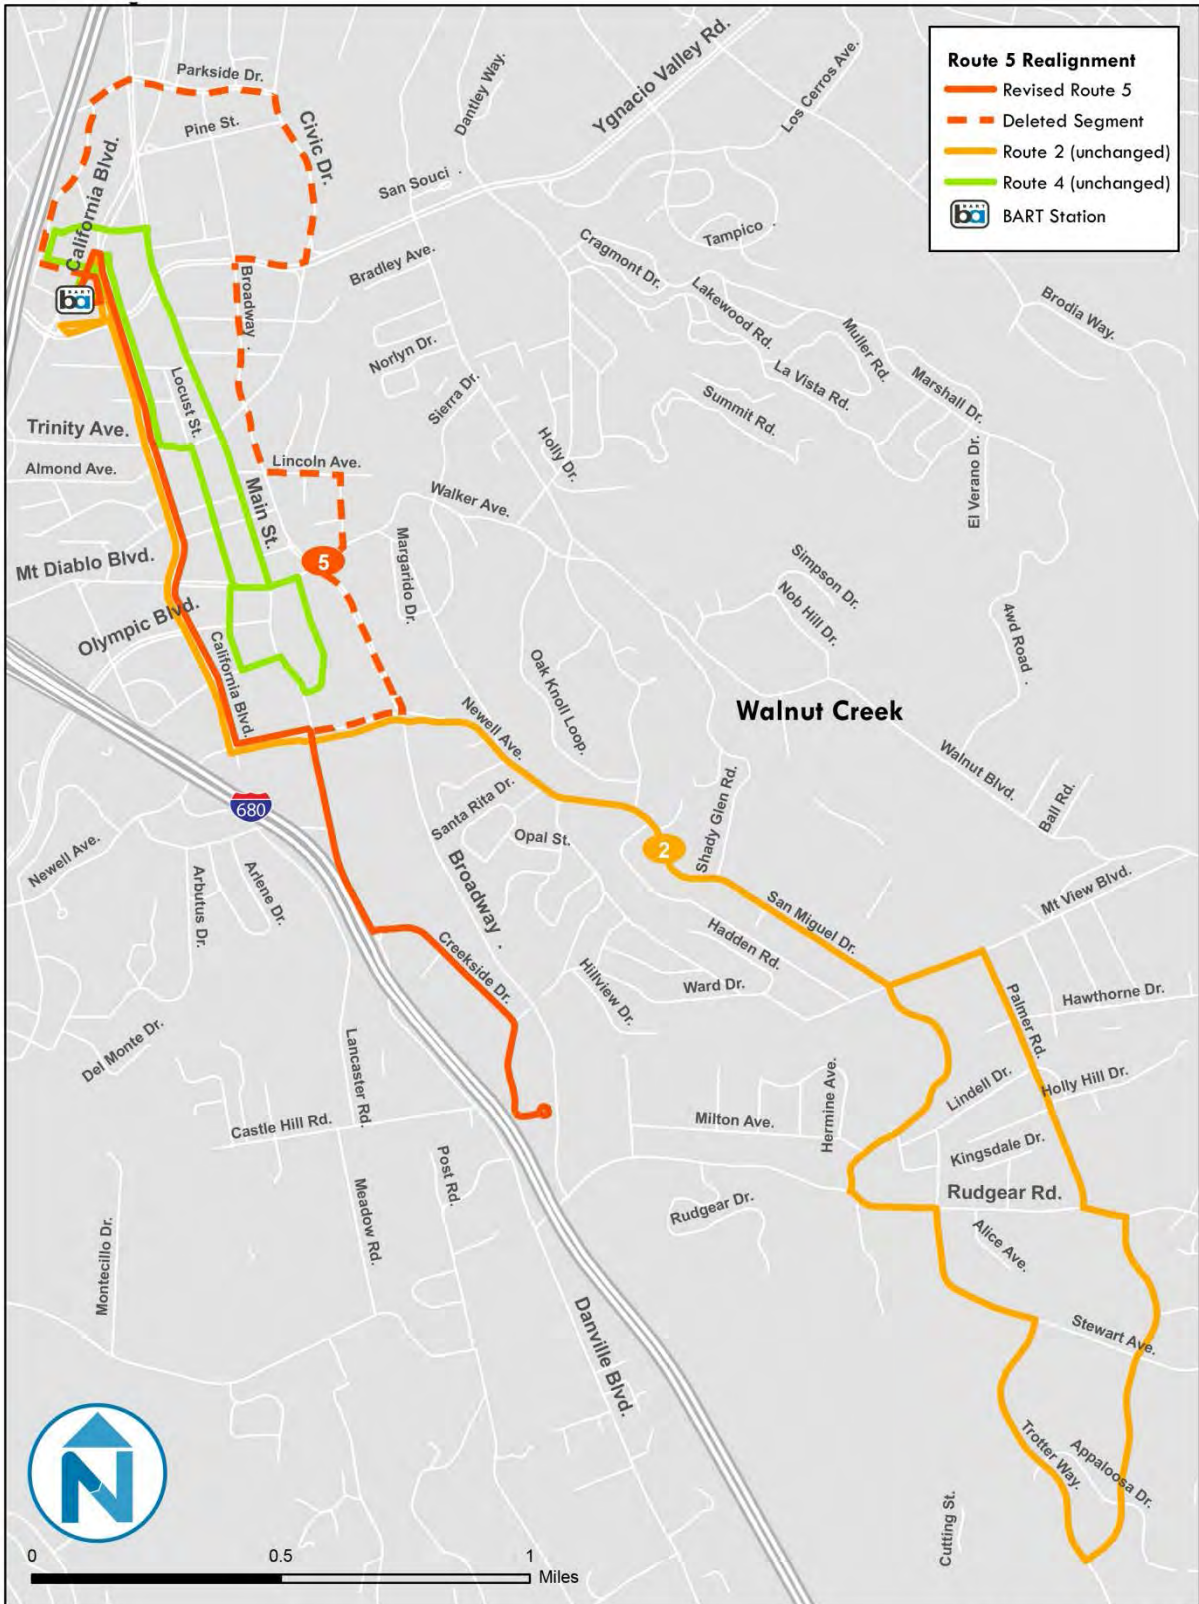 Route 5 Realignment
Revised Route 5
Deleted Segment
Route 2 (unchanged)
Route 4 (unchanged)
BART
ba
BART Station
Parkside Dr.
Pine St.
Civic Dr.
Dantley Way.
Ygnacio Valley Rd.
Los Cerros Ave.
California Blvd.
San Souci .
Tampico .
Bradley Ave.
Cragmont Dr.
Broadway .
BART
ba
Lakewood Rd.
Brodia Way.
Norlyn Dr.
Muller Rd.
Locust St.
Sierra Dr.
La Vista Rd.
Marshall Dr.
Summit Rd.
Trinity Ave.
Holly Dr.
Almond Ave.
Lincoln Ave.
El Verano Dr.
Main St.
Walker Ave.
Mt Diablo Blvd.
5
Margarido Dr.
Simpson Dr.
Nob Hill Dr.
Olympic Blvd.
4wd Road .
California Blvd.
Oak Knoll Loop.
Newell Ave.
Walnut Creek
680
Walnut Blvd.
Santa Rita Dr.
Shady Glen Rd.
Ball Rd.
Opal St.
2
Newell Ave.
Arbutus Dr.
Arlene Dr.
Broadway .
San Miguel Dr.
Mt View Blvd.
Creekside Dr.
Hadden Rd.
Hillview Dr.
Ward Dr.
Palmer Rd.
Hawthorne Dr.
Del Monte Dr.
Lancaster Rd.
Lindell Dr.
Holly Hill Dr.
Castle Hill Rd.
Milton Ave.
Hermine Ave.
Kingsdale Dr.
Post Rd.
Rudgear Rd.
Meadow Rd.
Rudgear Dr.
Alice Ave.
Montecillo Dr.
Danville Blvd.
Stewart Ave.
Trotter Way.
Appaloosa Dr.
N
Cutting St.
0
0.5
1
Miles